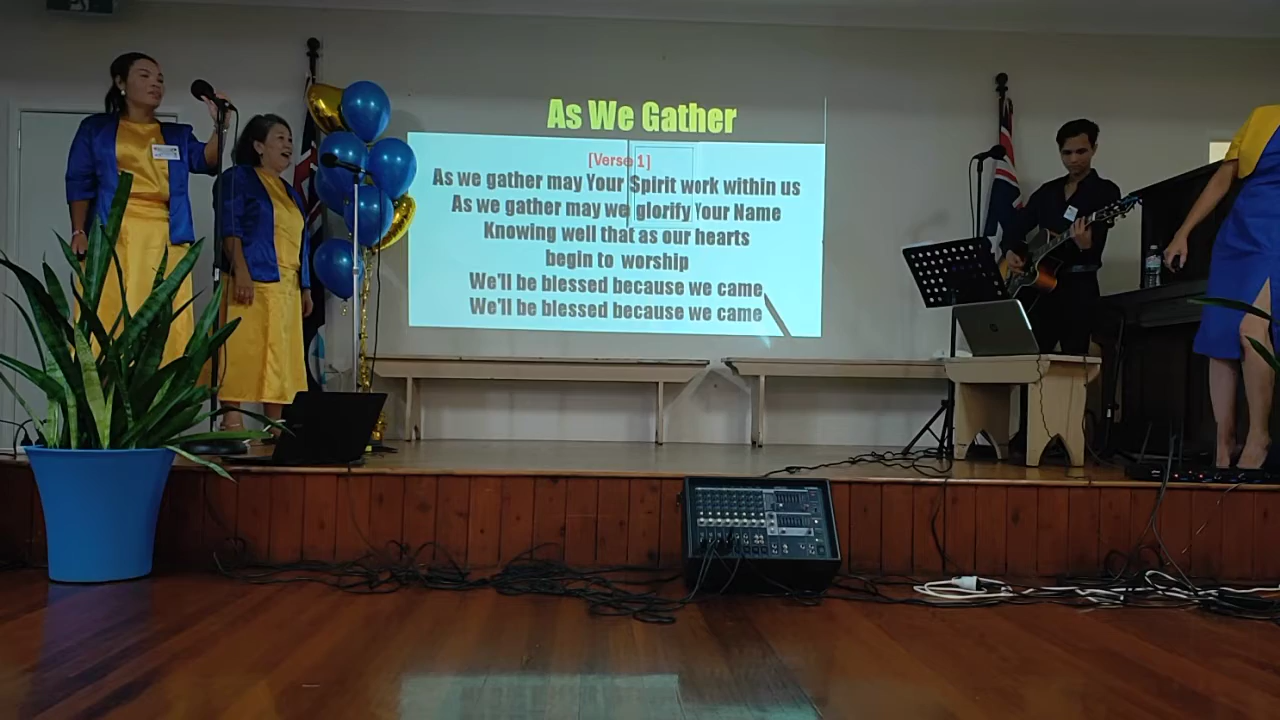 As We Gather
[Verse 1]
As we gather may Your Spirit work within us
As we gather may we glorify Your Name
Knowing well that as our hearts
begin to worship
We'll be blessed because we came
We'll be blessed because we came